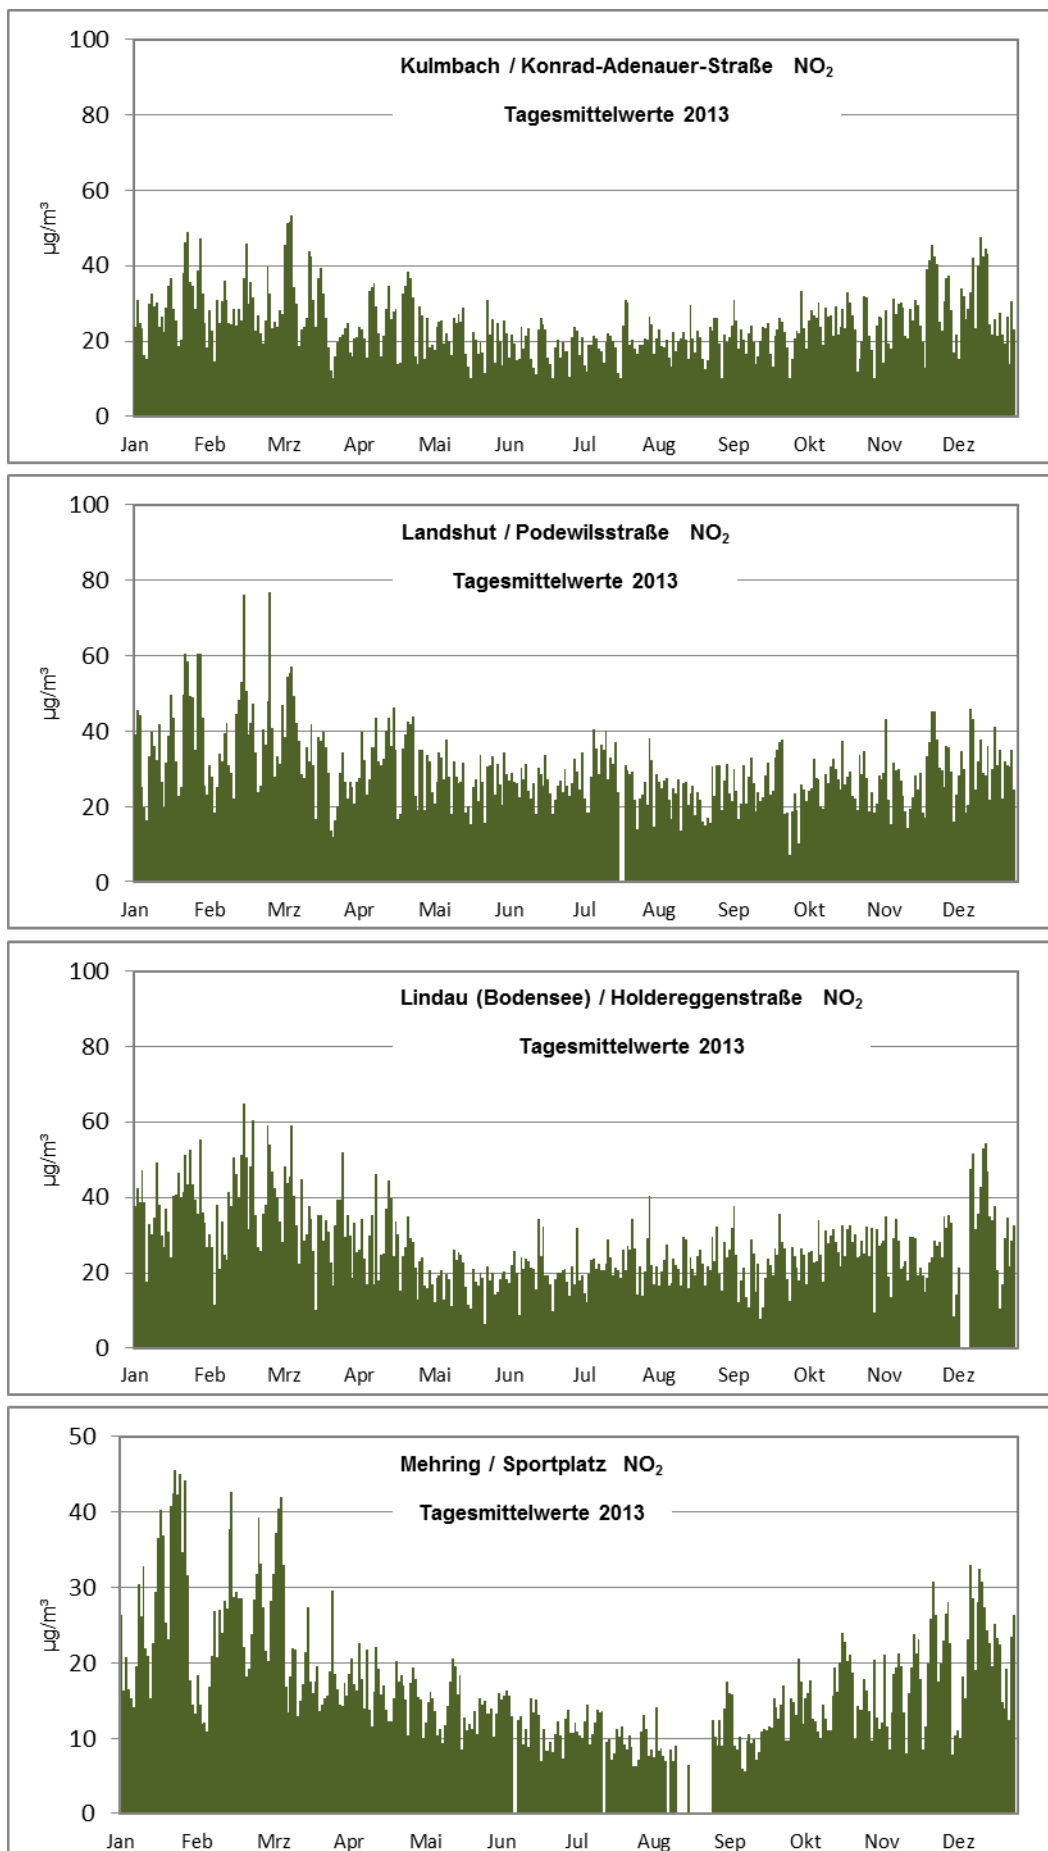 Kulmbach / Konrad-Adenauer-Straße NO₂
Tagesmittelwerte 2013
100
80
60
40
20
0
µg/m³
Jan Feb Mrz Apr Mai Jun Jul Aug Sep Okt Nov Dez
Landshut / Podewilsstraße NO₂
Tagesmittelwerte 2013
100
80
60
40
20
0
µg/m³
Jan Feb Mrz Apr Mai Jun Jul Aug Sep Okt Nov Dez
Lindau (Bodensee) / Holdereggenstraße NO₂
Tagesmittelwerte 2013
100
80
60
40
20
0
µg/m³
Jan Feb Mrz Apr Mai Jun Jul Aug Sep Okt Nov Dez
Mehring / Sportplatz NO₂
Tagesmittelwerte 2013
50
40
30
20
10
0
µg/m³
Jan Feb Mrz Apr Mai Jun Jul Aug Sep Okt Nov Dez